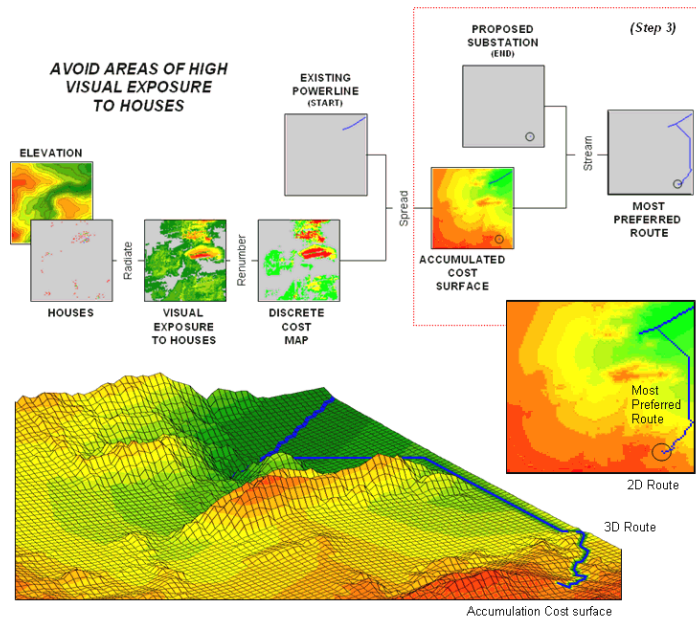 AVOID AREAS OF HIGH
VISUAL EXPOSURE
TO HOUSES
EXISTING
POWERLINE
(START)
PROPOSED
SUBSTATION
(END)
(Step 3)
ELEVATION
HOUSES
Radiate
VISUAL
EXPOSURE
TO HOUSES
Renumber
DISCRETE
COST
MAP
Spread
ACCUMULATED
COST
SURFACE
Stream
MOST
PREFERRED
ROUTE
Most
Preferred
Route
2D Route
3D Route
Accumulation Cost surface